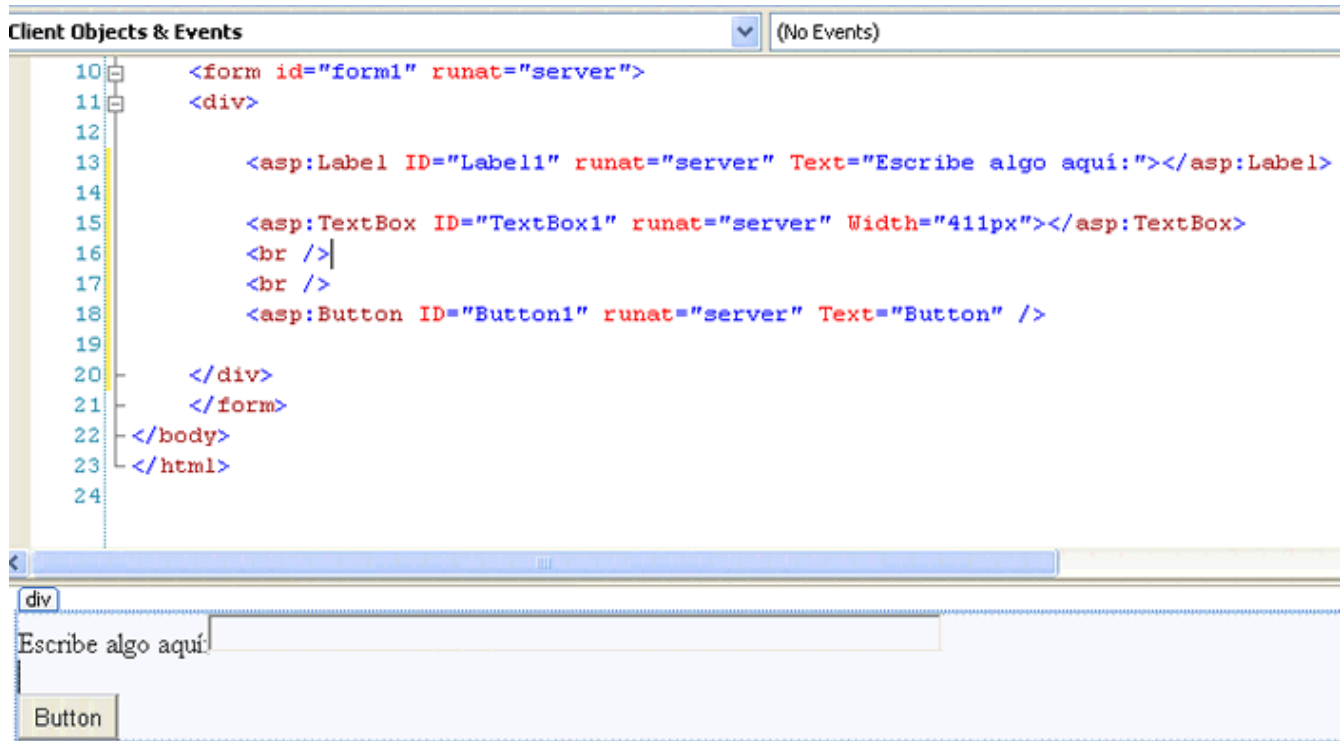 Client Objects & Events (No Events)
10 <form id="form1" runat="server">
11 <div>
12
13 <asp:Label ID="Label1" runat="server" Text="Escribe algo aquí:"></asp:Label>
14
15 <asp:TextBox ID="TextBox1" runat="server" Width="411px"></asp:TextBox>
16 <br />
17 <br />
18 <asp:Button ID="Button1" runat="server" Text="Button" />
19
20 </div>
21 </form>
22 </body>
23 </html>
24
div
Escribe algo aquí:
Button